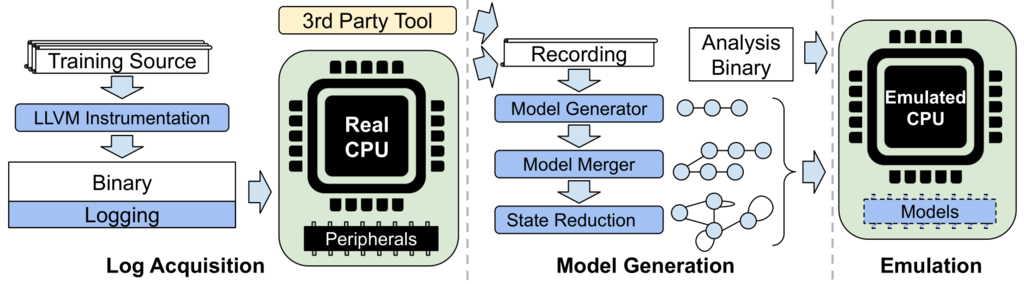 3rd Party Tool
Training Source
LLVM Instrumentation
Binary
Logging
Real
CPU
Peripherals
Log Acquisition
Recording
Model Generator
Model Merger
State Reduction
Model Generation
Analysis
Binary
Emulated
CPU
Models
Emulation